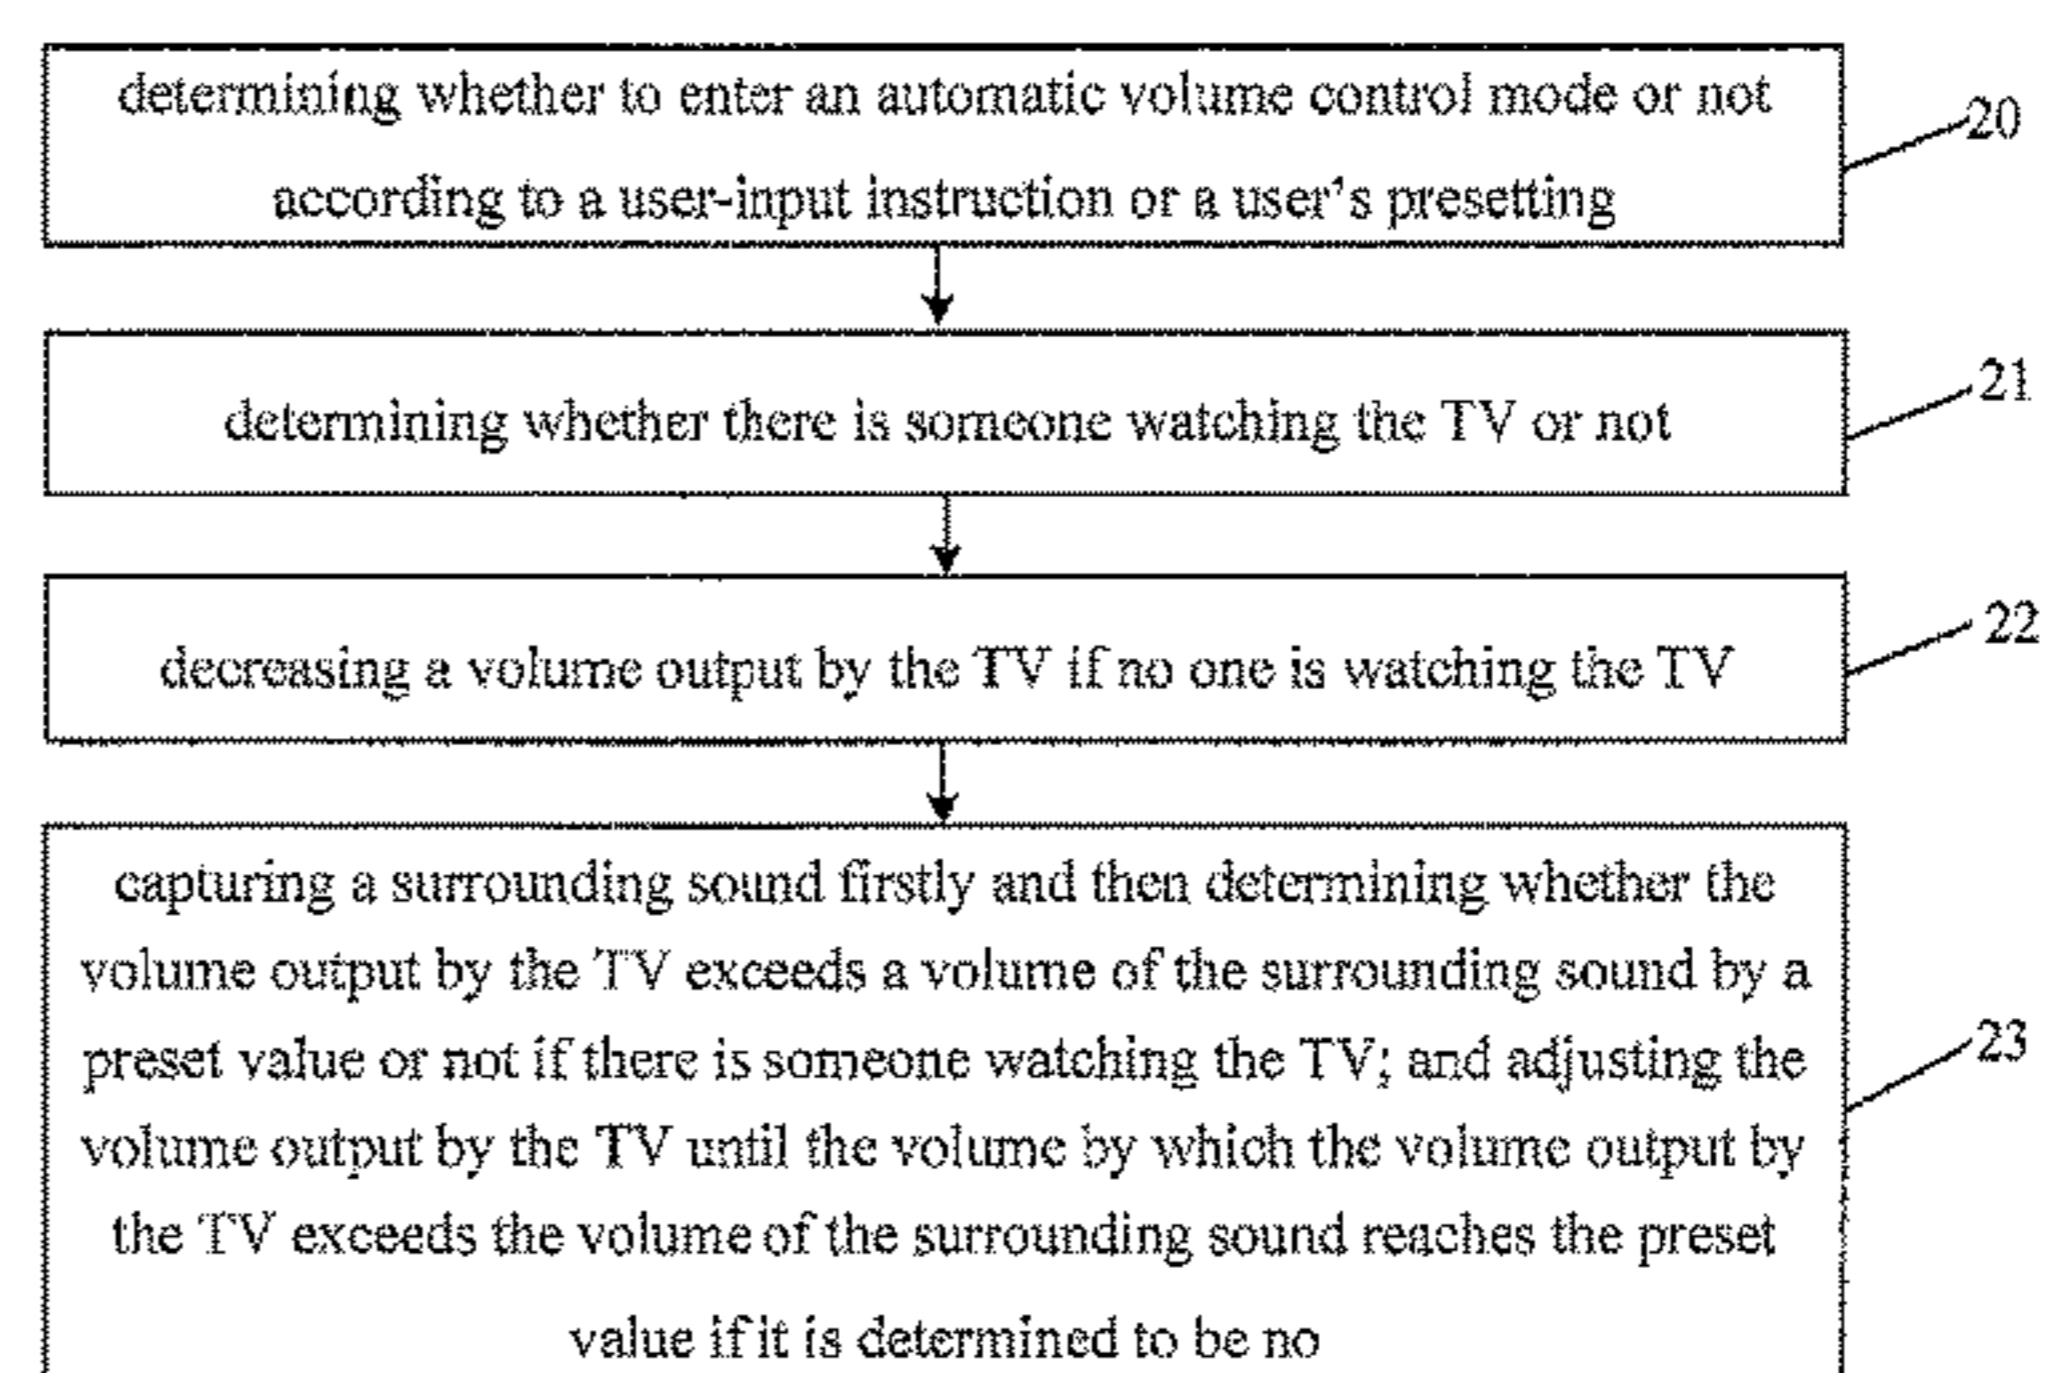 determining whether to enter an automatic volume control mode or not
according to a user-input instruction or a user's presetting
20
determining whether there is someone watching the TV or not
21
decreasing a volume output by the TV if no one is watching the TV
22
capturing a surrounding sound firstly and then determining whether the
volume output by the TV exceeds a volume of the surrounding sound by a
preset value or not if there is someone watching the TV; and adjusting the
volume output by the TV until the volume by which the volume output by
the TV exceeds the volume of the surrounding sound reaches the preset
value if it is determined to be no
23